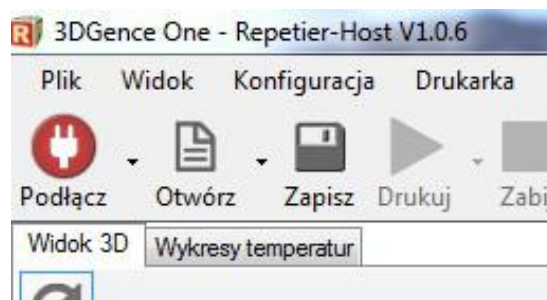 3DGence One - Repetier-Host V1.0.6
Plik Widok Konfiguracja Drukarka
Podłącz Otwórz Zapisz Drukuj
Widok 3D Wykresy temperatur